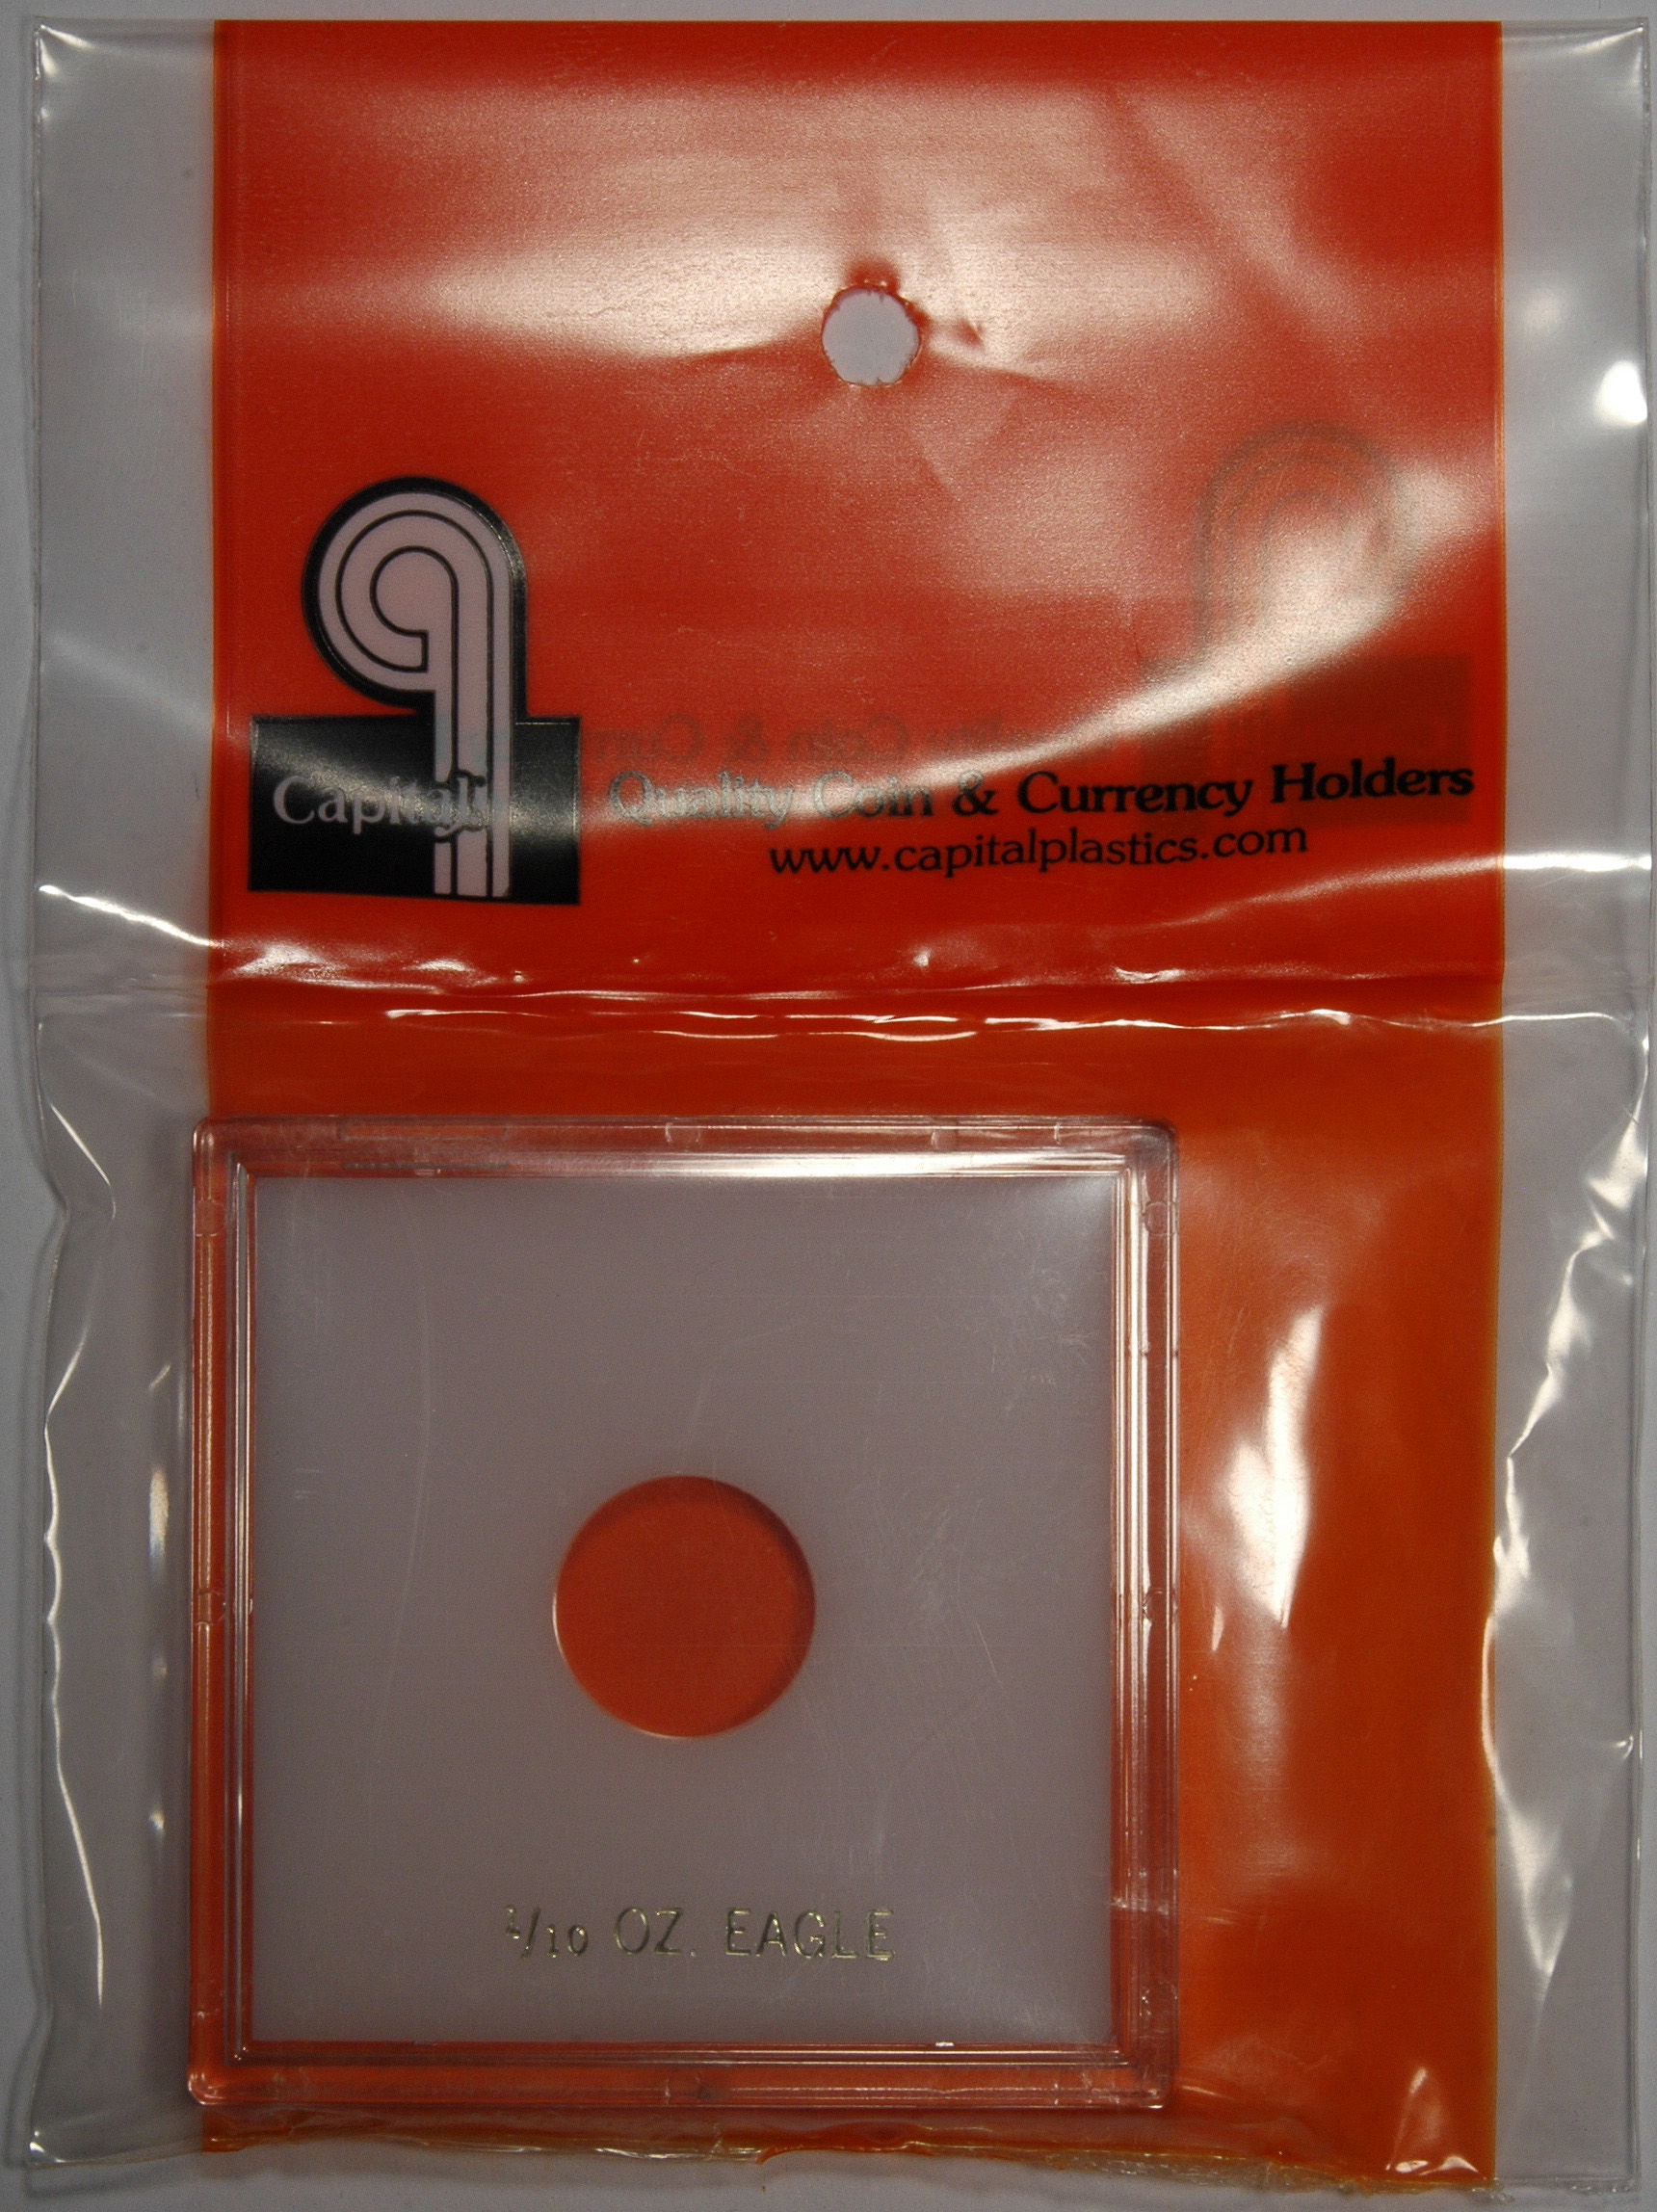 Capital
Quality Coin & Currency Holders
www.capitalplastics.com
1/10 OZ. EAGLE